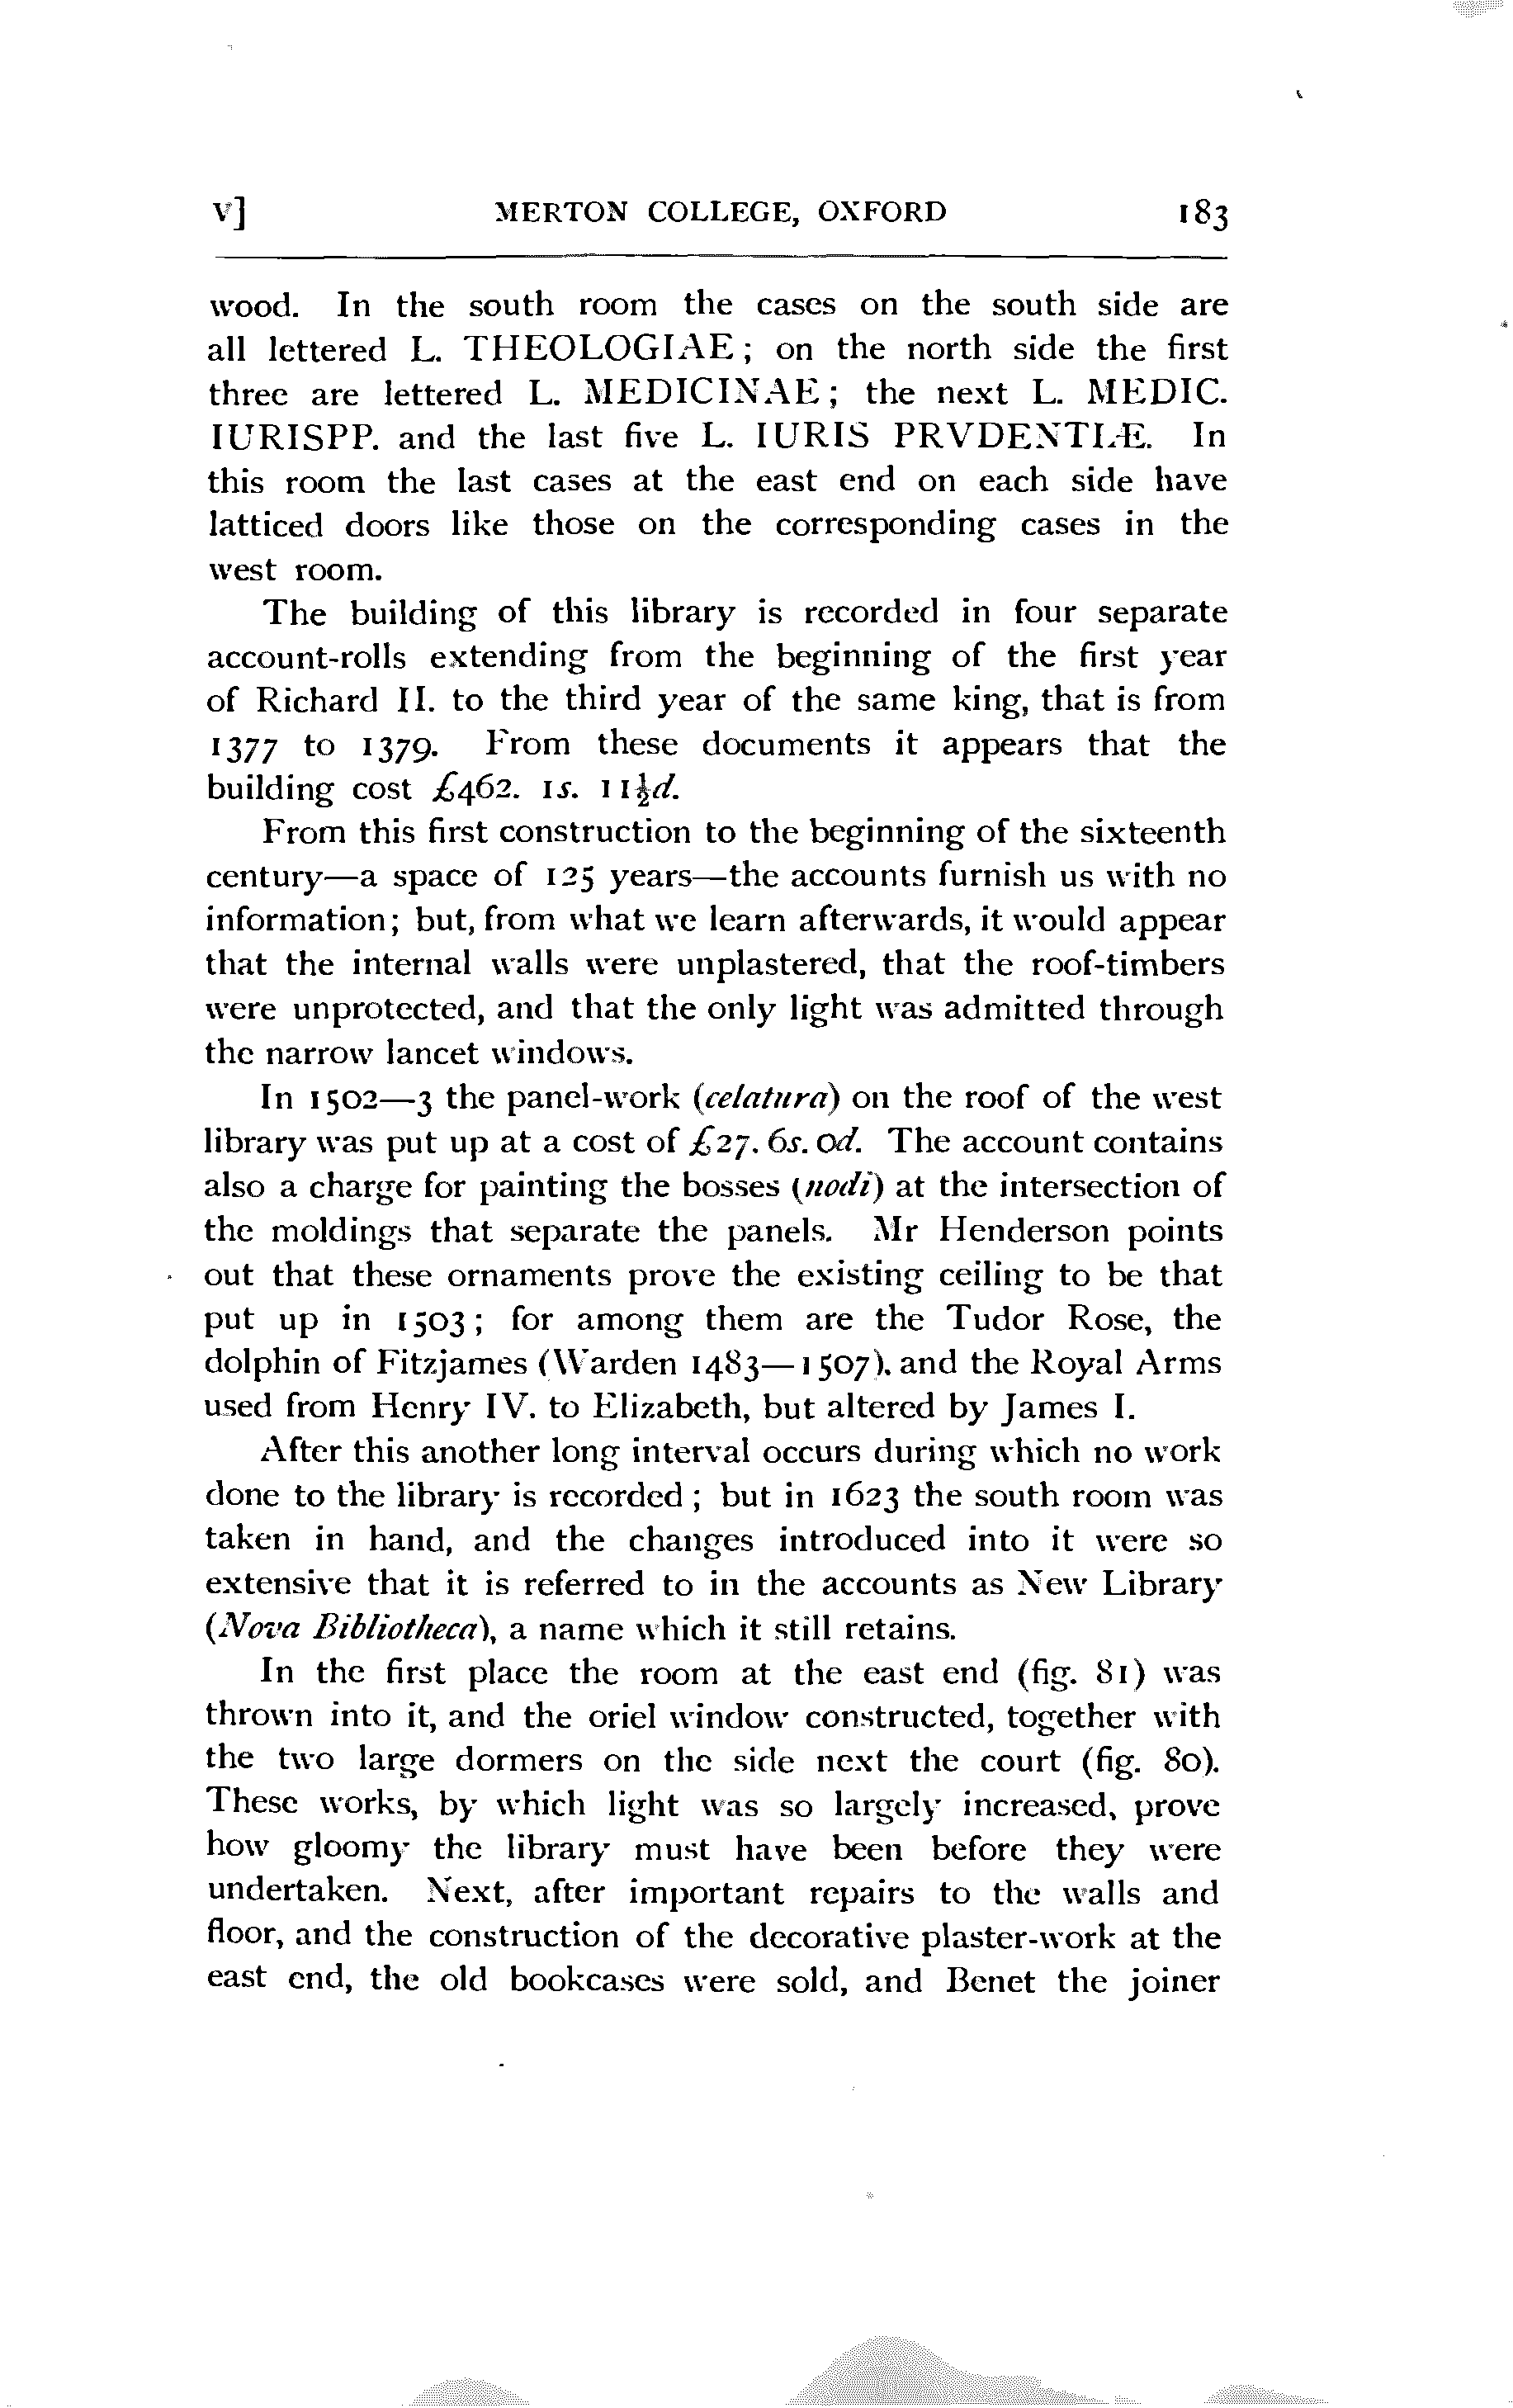 v] MERTON COLLEGE, OXFORD 183
wood. In the south room the cases on the south side are
all lettered L. THEOLOGIAE; on the north side the first
three are lettered L. MEDICINAE; the next L. MEDIC.
IURISPP. and the last five L. IURIS PRVDENTIÆ. In
this room the last cases at the east end on each side have
latticed doors like those on the corresponding cases in the
west room.
The building of this library is recorded in four separate
account-rolls extending from the beginning of the first year
of Richard II. to the third year of the same king, that is from
1377 to 1379. From these documents it appears that the
building cost £462. 1s. 11½d.
From this first construction to the beginning of the sixteenth
century—a space of 125 years—the accounts furnish us with no
information; but, from what we learn afterwards, it would appear
that the internal walls were unplastered, that the roof-timbers
were unprotected, and that the only light was admitted through
the narrow lancet windows.
In 1502—3 the panel-work (celatura) on the roof of the west
library was put up at a cost of £27. 6s. 0d. The account contains
also a charge for painting the bosses (nodi) at the intersection of
the moldings that separate the panels. Mr Henderson points
out that these ornaments prove the existing ceiling to be that
put up in 1503; for among them are the Tudor Rose, the
dolphin of Fitzjames (Warden 1483—1507), and the Royal Arms
used from Henry IV. to Elizabeth, but altered by James I.
After this another long interval occurs during which no work
done to the library is recorded; but in 1623 the south room was
taken in hand, and the changes introduced into it were so
extensive that it is referred to in the accounts as New Library
(Nova Bibliotheca), a name which it still retains.
In the first place the room at the east end (fig. 81) was
thrown into it, and the oriel window constructed, together with
the two large dormers on the side next the court (fig. 80).
These works, by which light was so largely increased, prove
how gloomy the library must have been before they were
undertaken. Next, after important repairs to the walls and
floor, and the construction of the decorative plaster-work at the
east end, the old bookcases were sold, and Benet the joiner